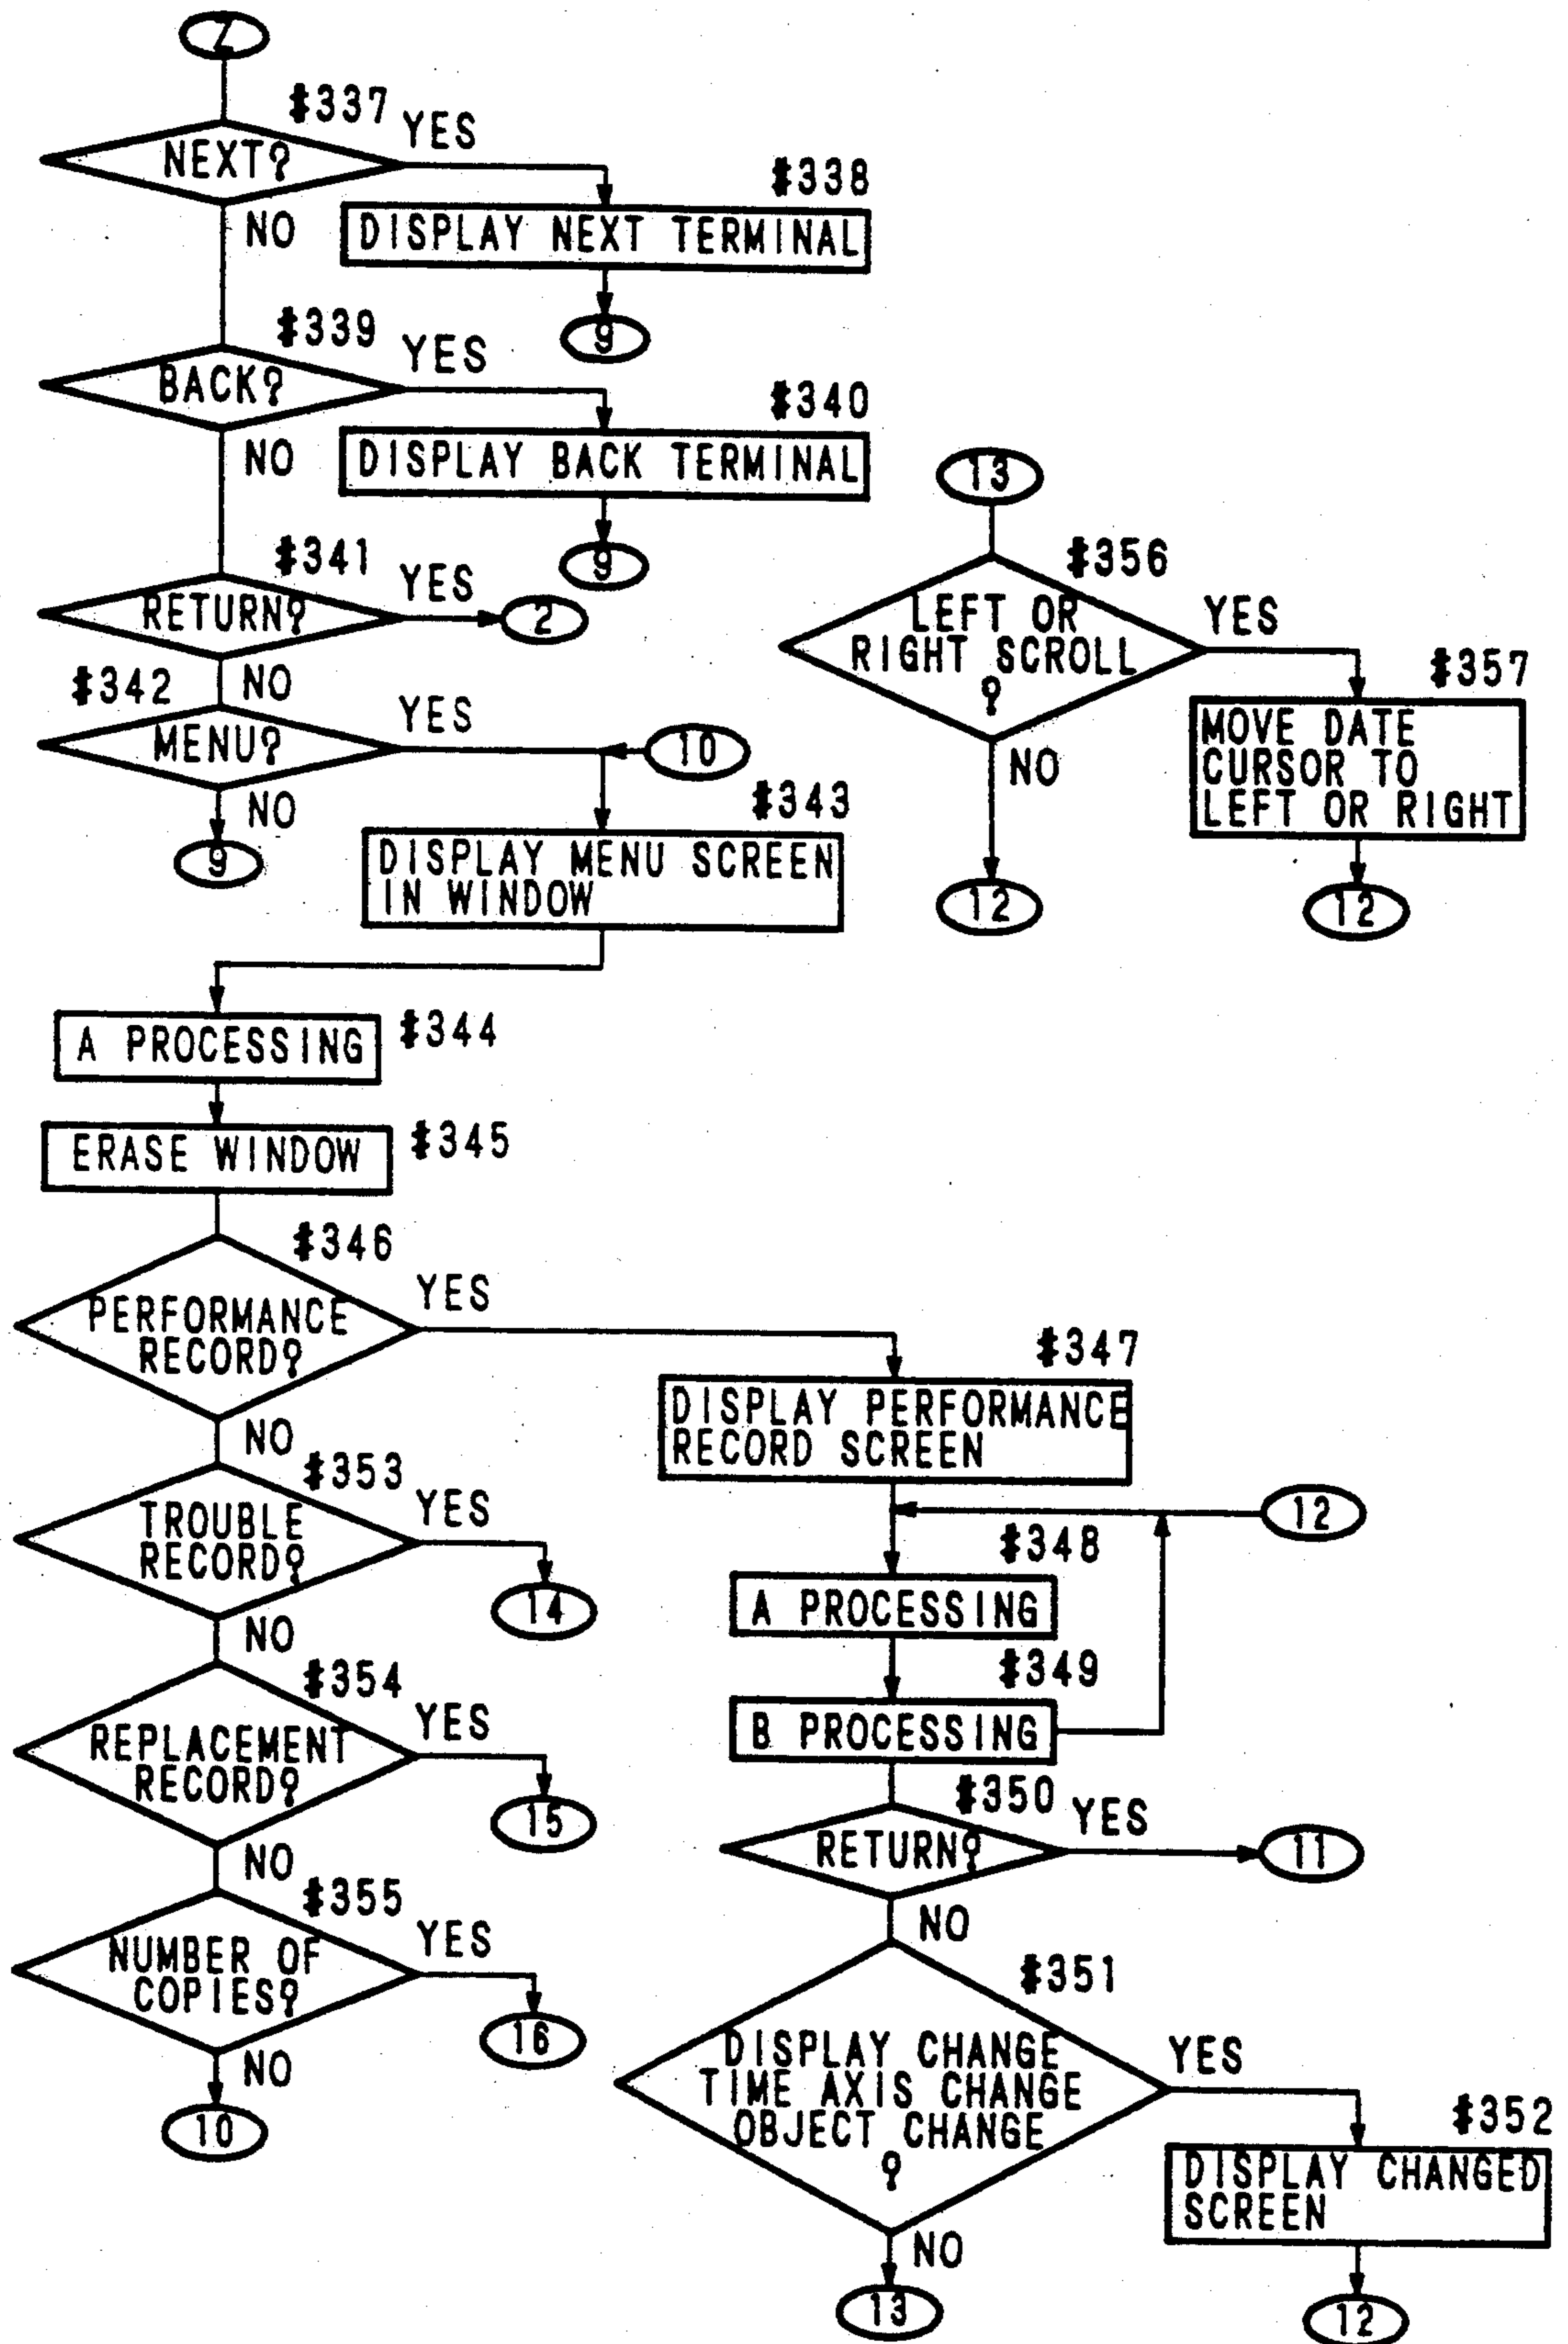 Z
#337
YES
NEXT?
#338
NO
DISPLAY NEXT TERMINAL
9
#339
YES
BACK?
#340
NO
DISPLAY BACK TERMINAL
9
#341
YES
RETURN?
2
NO
#342
YES
MENU?
10
NO
9
#343
DISPLAY MENU SCREEN
IN WINDOW
13
#356
LEFT OR
RIGHT SCROLL
?
YES
#357
MOVE DATE
CURSOR TO
LEFT OR RIGHT
NO
12
12
A PROCESSING
#344
ERASE WINDOW
#345
#346
YES
PERFORMANCE
RECORD?
NO
#353
YES
TROUBLE
RECORD?
14
NO
#354
YES
REPLACEMENT
RECORD?
15
NO
#355
YES
NUMBER OF
COPIES?
16
NO
10
#347
DISPLAY PERFORMANCE
RECORD SCREEN
12
#348
A PROCESSING
#349
B PROCESSING
#350
YES
RETURN?
11
NO
#351
DISPLAY CHANGE
TIME AXIS CHANGE
OBJECT CHANGE
?
YES
#352
DISPLAY CHANGED
SCREEN
NO
13
12